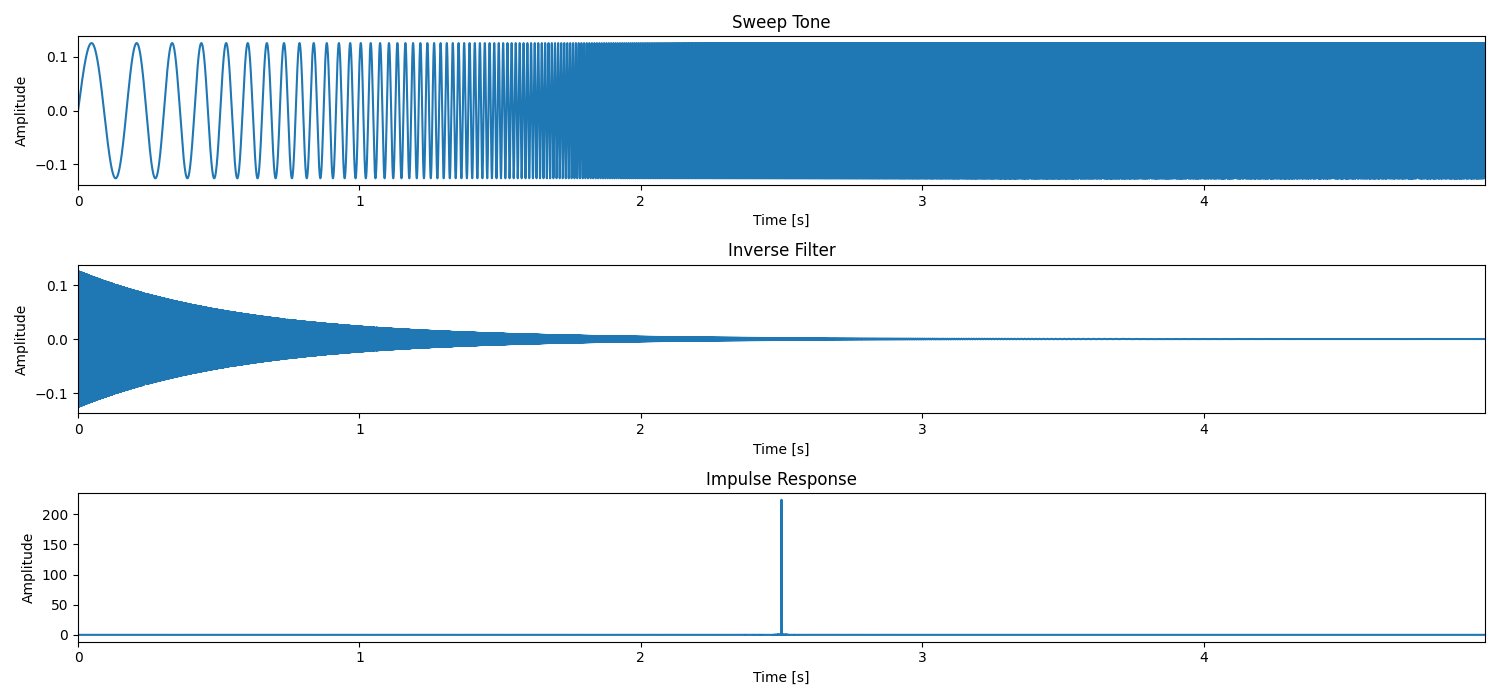 Sweep Tone
0.1
0.0
−0.1
Amplitude
0 1 2 3 4
Time [s]
Inverse Filter
0.1
0.0
−0.1
Amplitude
0 1 2 3 4
Time [s]
Impulse Response
200
150
100
50
0
Amplitude
0 1 2 3 4
Time [s]